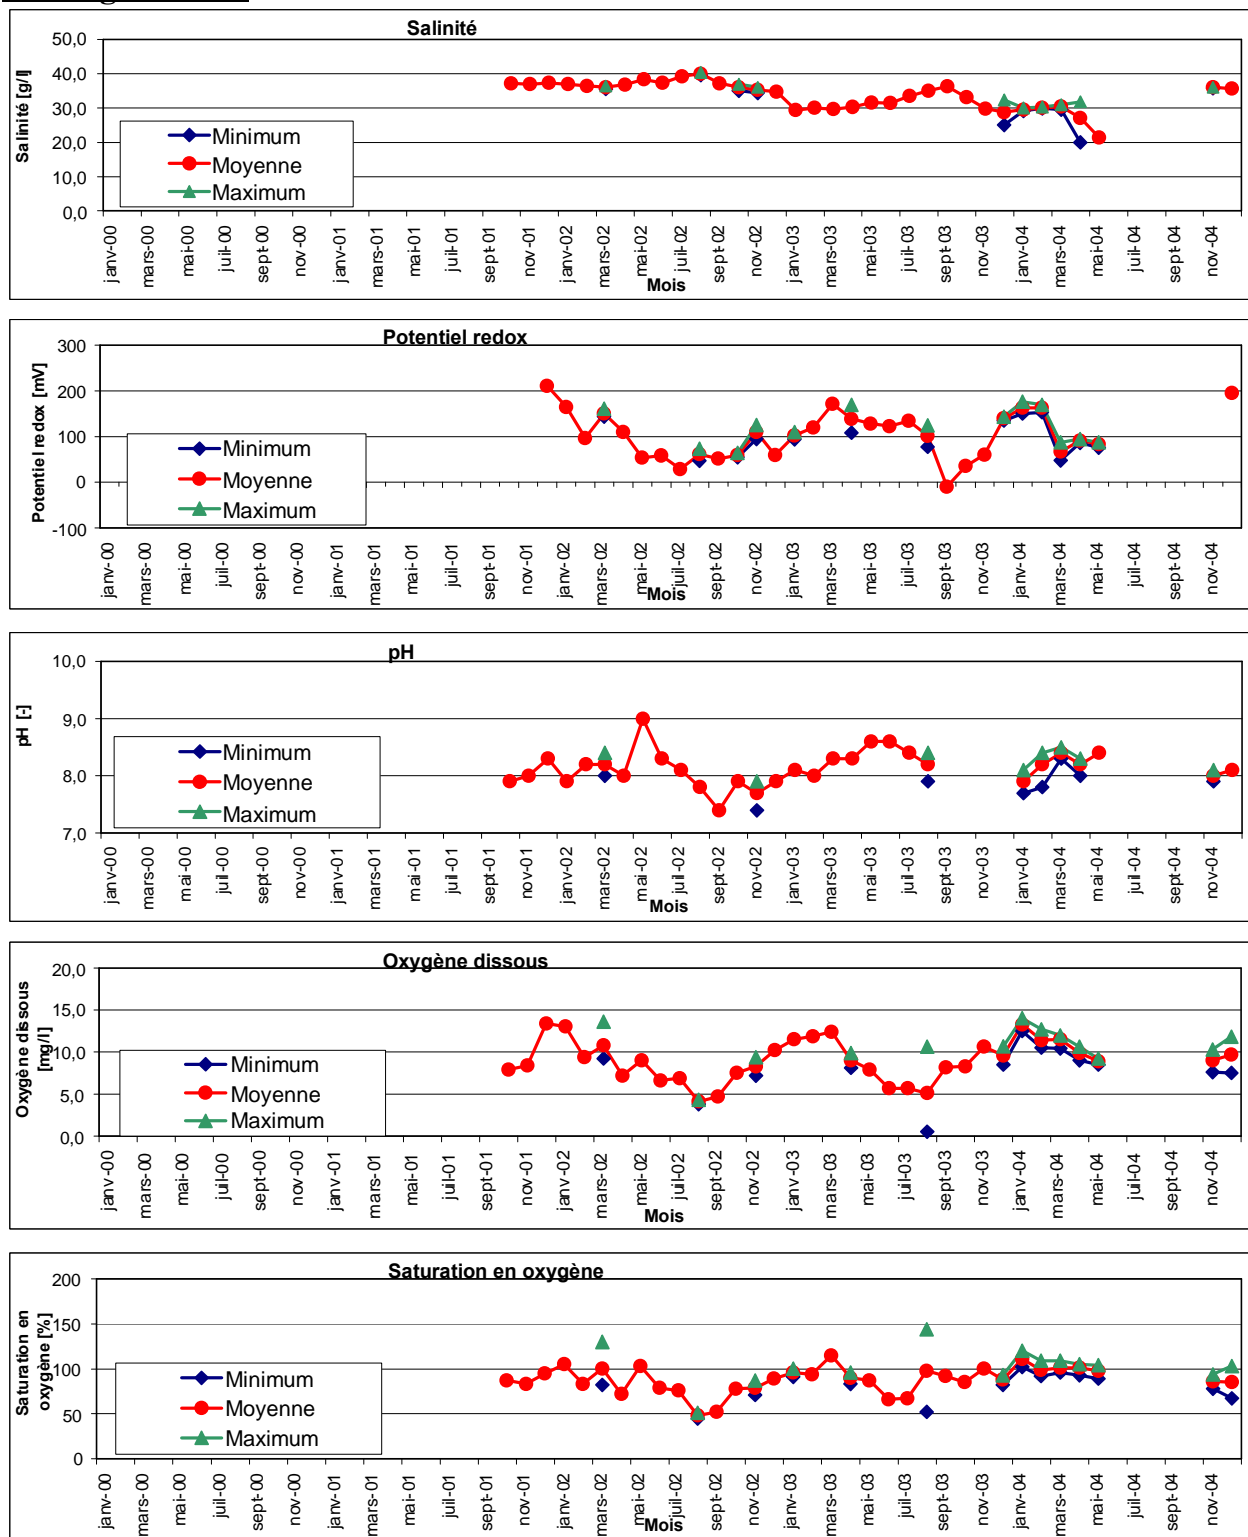 Salinité
Salinité [g/l]
50,0
40,0
30,0
20,0
10,0
0,0
Minimum
Moyenne
Maximum
janv-00
mars-00
mai-00
juil-00
sept-00
nov-00
janv-01
mars-01
mai-01
juil-01
sept-01
nov-01
janv-02
mars-02
mai-02
juil-02
sept-02
nov-02
janv-03
mars-03
mai-03
juil-03
sept-03
nov-03
janv-04
mars-04
mai-04
juil-04
sept-04
nov-04
Mois
Potentiel redox
Potentiel redox [mV]
300
200
100
0
-100
Minimum
Moyenne
Maximum
janv-00
mars-00
mai-00
juil-00
sept-00
nov-00
janv-01
mars-01
mai-01
juil-01
sept-01
nov-01
janv-02
mars-02
mai-02
juil-02
sept-02
nov-02
janv-03
mars-03
mai-03
juil-03
sept-03
nov-03
janv-04
mars-04
mai-04
juil-04
sept-04
nov-04
Mois
pH
pH [-]
10,0
9,0
8,0
7,0
Minimum
Moyenne
Maximum
janv-00
mars-00
mai-00
juil-00
sept-00
nov-00
janv-01
mars-01
mai-01
juil-01
sept-01
nov-01
janv-02
mars-02
mai-02
juil-02
sept-02
nov-02
janv-03
mars-03
mai-03
juil-03
sept-03
nov-03
janv-04
mars-04
mai-04
juil-04
sept-04
nov-04
Mois
Oxygène dissous
Oxygène dissous
[mg/l]
20,0
15,0
10,0
5,0
0,0
Minimum
Moyenne
Maximum
janv-00
mars-00
mai-00
juil-00
sept-00
nov-00
janv-01
mars-01
mai-01
juil-01
sept-01
nov-01
janv-02
mars-02
mai-02
juil-02
sept-02
nov-02
janv-03
mars-03
mai-03
juil-03
sept-03
nov-03
janv-04
mars-04
mai-04
juil-04
sept-04
nov-04
Mois
Saturation en oxygène
Saturation en
oxygène [%]
200
150
100
50
0
Minimum
Moyenne
Maximum
janv-00
mars-00
mai-00
juil-00
sept-00
nov-00
janv-01
mars-01
mai-01
juil-01
sept-01
nov-01
janv-02
mars-02
mai-02
juil-02
sept-02
nov-02
janv-03
mars-03
mai-03
juil-03
sept-03
nov-03
janv-04
mars-04
mai-04
juil-04
sept-04
nov-04
Mois